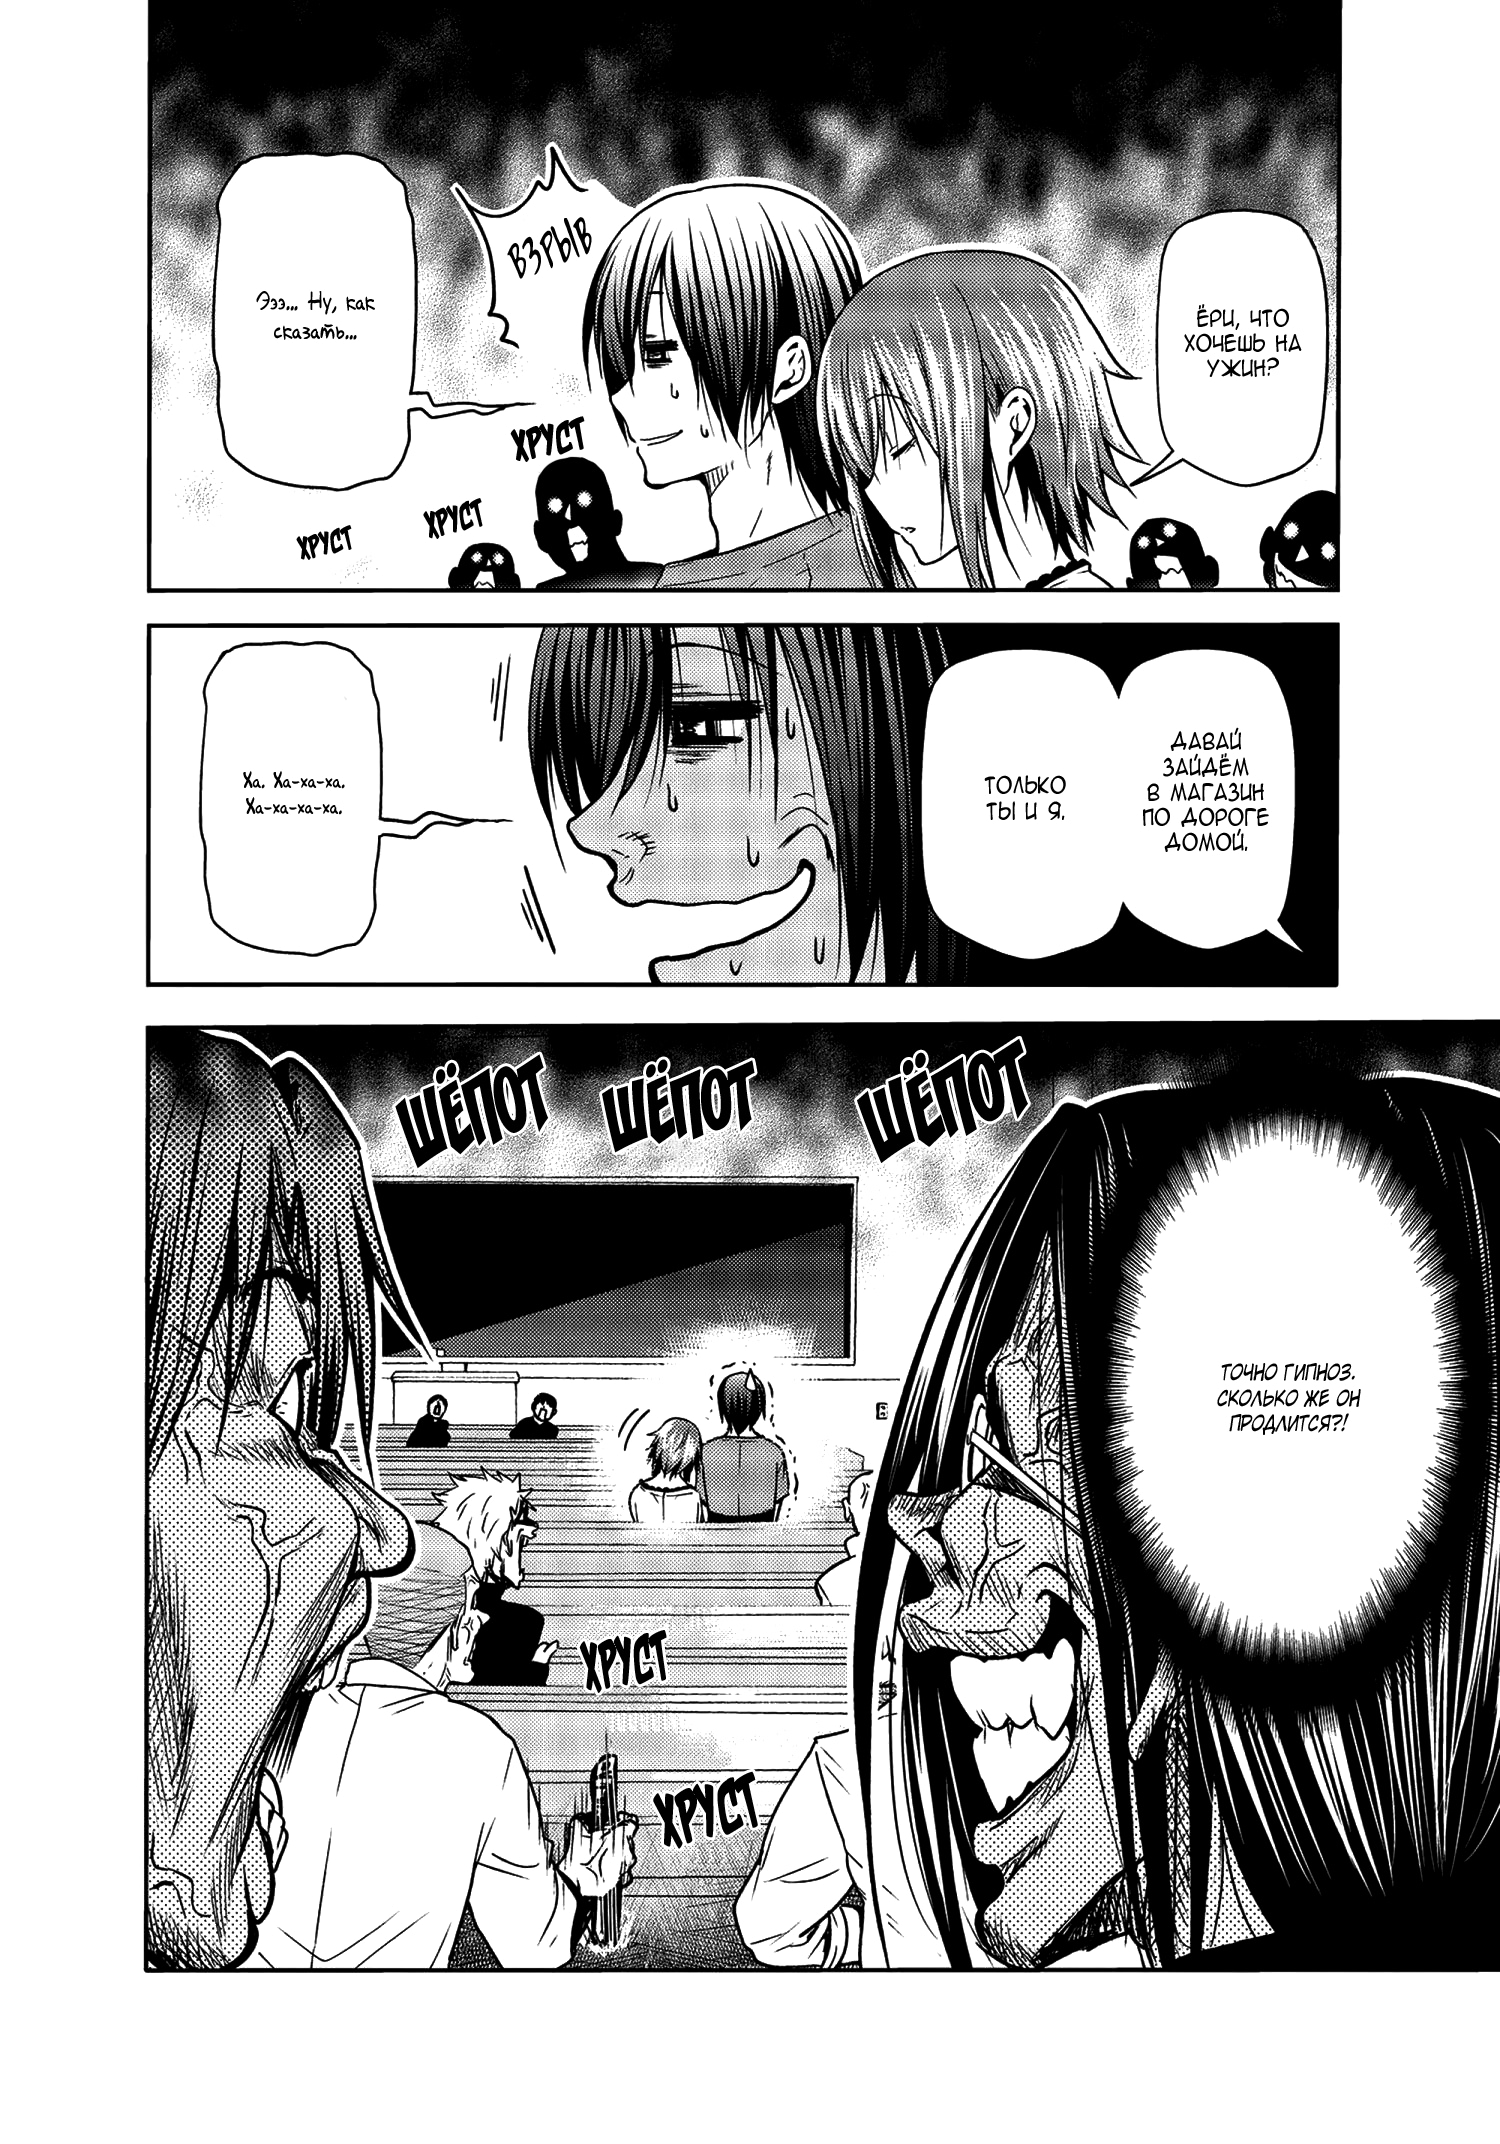 ЁРИ, ЧТО
ХОЧЕШЬ НА
УЖИН?
ВЗРЫВ
Эээ... Ну, как
сказать...
ХРУСТ
ХРУСТ
ХРУСТ
ДАВАЙ
ЗАЙДЁМ
В МАГАЗИН
ПО ДОРОГЕ
ДОМОЙ.
ТОЛЬКО
ТЫ И Я.
Ха. Ха-ха-ха.
Ха-ха-ха-ха.
ШЁПОТ
ШЁПОТ
ШЁПОТ
ТОЧНО ГИПНОЗ.
СКОЛЬКО ЖЕ ОН
ПРОДЛИТСЯ?!
ХРУСТ
ХРУСТ